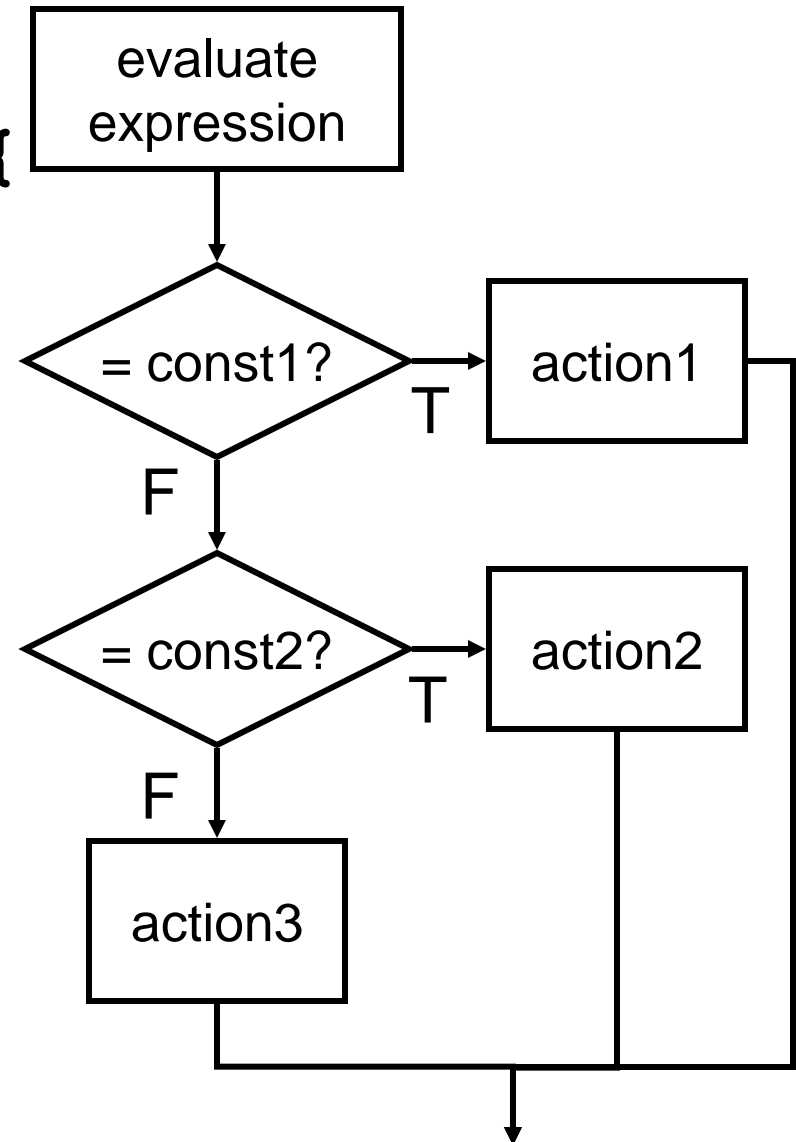 evaluate
expression
{
= const1?
action1
T
F
= const2?
action2
T
F
action3